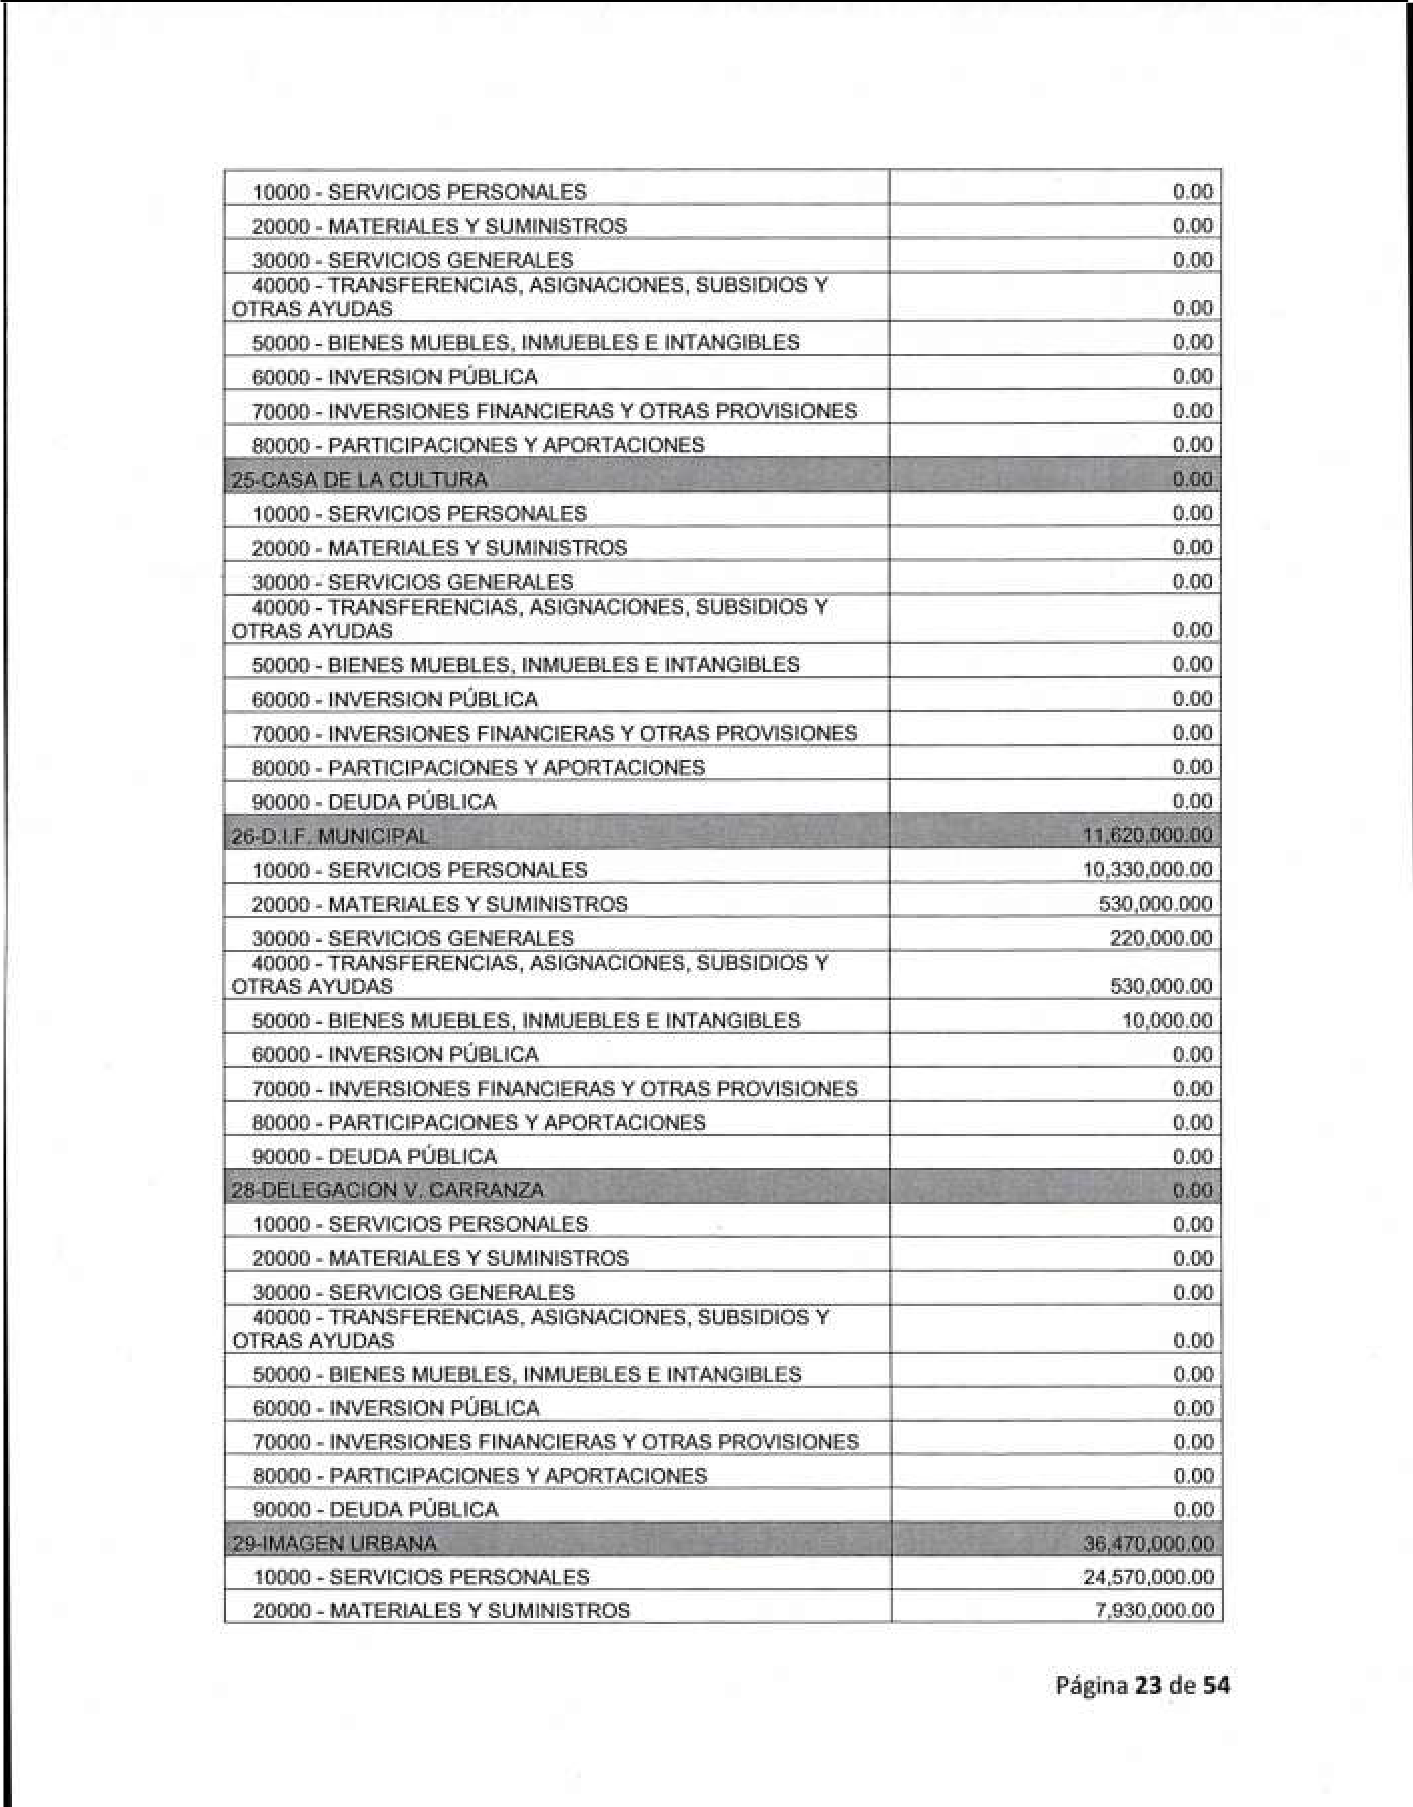 10000 - SERVICIOS PERSONALES 0.00
20000 - MATERIALES Y SUMINISTROS 0.00
30000 - SERVICIOS GENERALES 0.00
40000 - TRANSFERENCIAS, ASIGNACIONES, SUBSIDIOS Y
OTRAS AYUDAS 0.00
50000 - BIENES MUEBLES, INMUEBLES E INTANGIBLES 0.00
60000 - INVERSION PÚBLICA 0.00
70000 - INVERSIONES FINANCIERAS Y OTRAS PROVISIONES 0.00
80000 - PARTICIPACIONES Y APORTACIONES 0.00
25-CASA DE LA CULTURA 0.00
10000 - SERVICIOS PERSONALES 0.00
20000 - MATERIALES Y SUMINISTROS 0.00
30000 - SERVICIOS GENERALES 0.00
40000 - TRANSFERENCIAS, ASIGNACIONES, SUBSIDIOS Y
OTRAS AYUDAS 0.00
50000 - BIENES MUEBLES, INMUEBLES E INTANGIBLES 0.00
60000 - INVERSION PÚBLICA 0.00
70000 - INVERSIONES FINANCIERAS Y OTRAS PROVISIONES 0.00
80000 - PARTICIPACIONES Y APORTACIONES 0.00
90000 - DEUDA PÚBLICA 0.00
26-D.I.F. MUNICIPAL 11,620,000.00
10000 - SERVICIOS PERSONALES 10,330,000.00
20000 - MATERIALES Y SUMINISTROS 530,000.000
30000 - SERVICIOS GENERALES 220,000.00
40000 - TRANSFERENCIAS, ASIGNACIONES, SUBSIDIOS Y
OTRAS AYUDAS 530,000.00
50000 - BIENES MUEBLES, INMUEBLES E INTANGIBLES 10,000.00
60000 - INVERSION PÚBLICA 0.00
70000 - INVERSIONES FINANCIERAS Y OTRAS PROVISIONES 0.00
80000 - PARTICIPACIONES Y APORTACIONES 0.00
90000 - DEUDA PÚBLICA 0.00
28-DELEGACION V. CARRANZA 0.00
10000 - SERVICIOS PERSONALES 0.00
20000 - MATERIALES Y SUMINISTROS 0.00
30000 - SERVICIOS GENERALES 0.00
40000 - TRANSFERENCIAS, ASIGNACIONES, SUBSIDIOS Y
OTRAS AYUDAS 0.00
50000 - BIENES MUEBLES, INMUEBLES E INTANGIBLES 0.00
60000 - INVERSION PÚBLICA 0.00
70000 - INVERSIONES FINANCIERAS Y OTRAS PROVISIONES 0.00
80000 - PARTICIPACIONES Y APORTACIONES 0.00
90000 - DEUDA PÚBLICA 0.00
29-IMAGEN URBANA 36,470,000.00
10000 - SERVICIOS PERSONALES 24,570,000.00
20000 - MATERIALES Y SUMINISTROS 7,930,000.00
Página 23 de 54